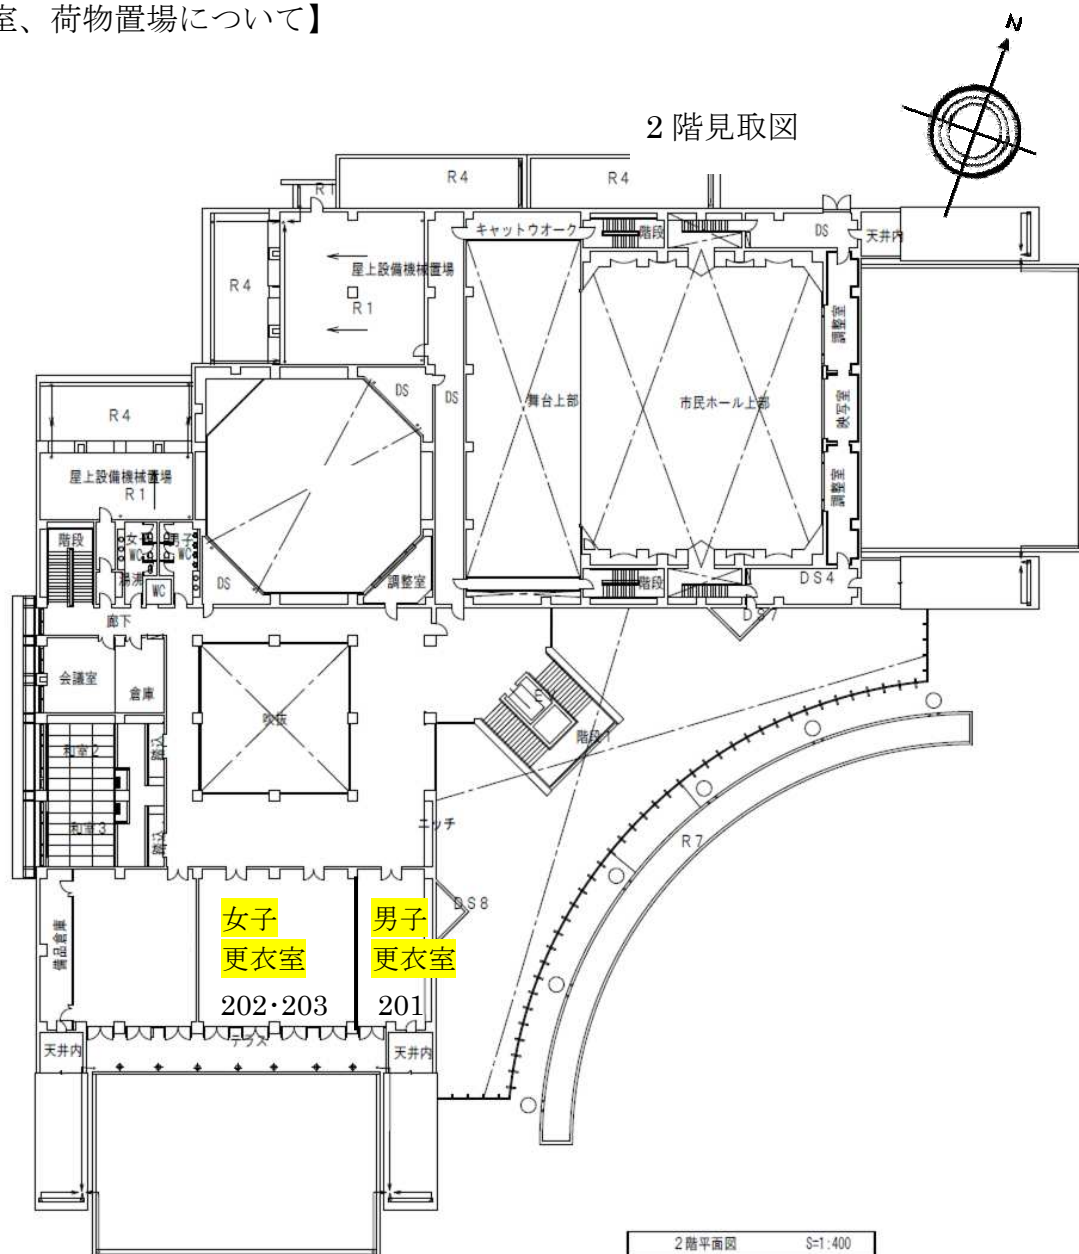 室、荷物置場について】
N
2階見取図
R4
R4
R1
キャットウオーク
階段
DS
天井内
屋上設備機械置場
R1
R4
調整室
DS
DS
舞台上部
市民ホール上部
映写室
R4
屋上設備機械置場
R1
調整室
階段
女子
WC
男子
WC
湯沸
WC
DS
調整室
階段
DS4
廊下
DS7
会議室
倉庫
吹抜
EV
階段1
和室2
踏込
ニッチ
和室3
踏込
R7
備品倉庫
女子
更衣室
202・203
男子
更衣室
201
DS8
テラス
天井内
天井内
2階平面図 S=1:400